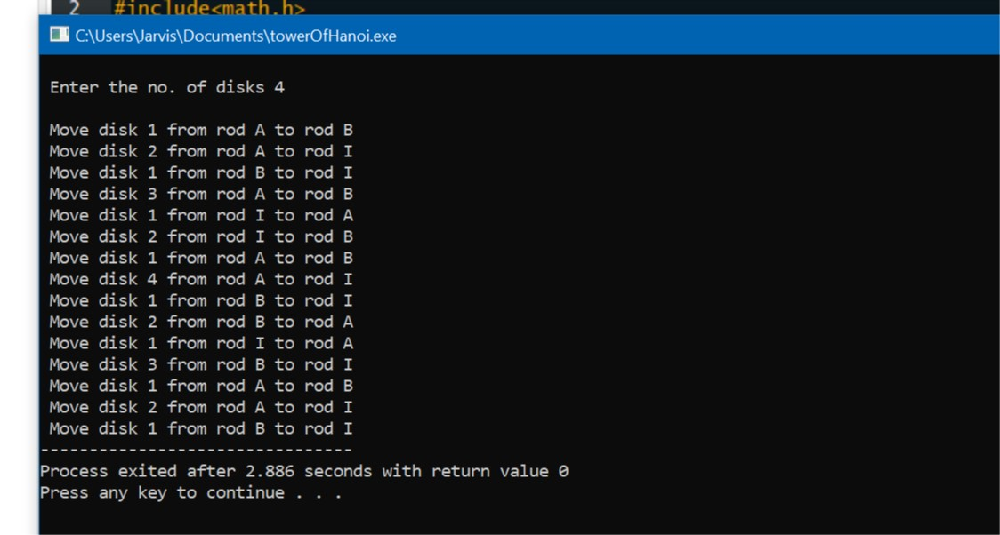 2 #include<math.h>
C:\Users\Jarvis\Documents\towerOfHanoi.exe
Enter the no. of disks 4
Move disk 1 from rod A to rod B
Move disk 2 from rod A to rod I
Move disk 1 from rod B to rod I
Move disk 3 from rod A to rod B
Move disk 1 from rod I to rod A
Move disk 2 from rod I to rod B
Move disk 1 from rod A to rod B
Move disk 4 from rod A to rod I
Move disk 1 from rod B to rod I
Move disk 2 from rod B to rod A
Move disk 1 from rod I to rod A
Move disk 3 from rod B to rod I
Move disk 1 from rod A to rod B
Move disk 2 from rod A to rod I
Move disk 1 from rod B to rod I
--------------------------------
Process exited after 2.886 seconds with return value 0
Press any key to continue . . .